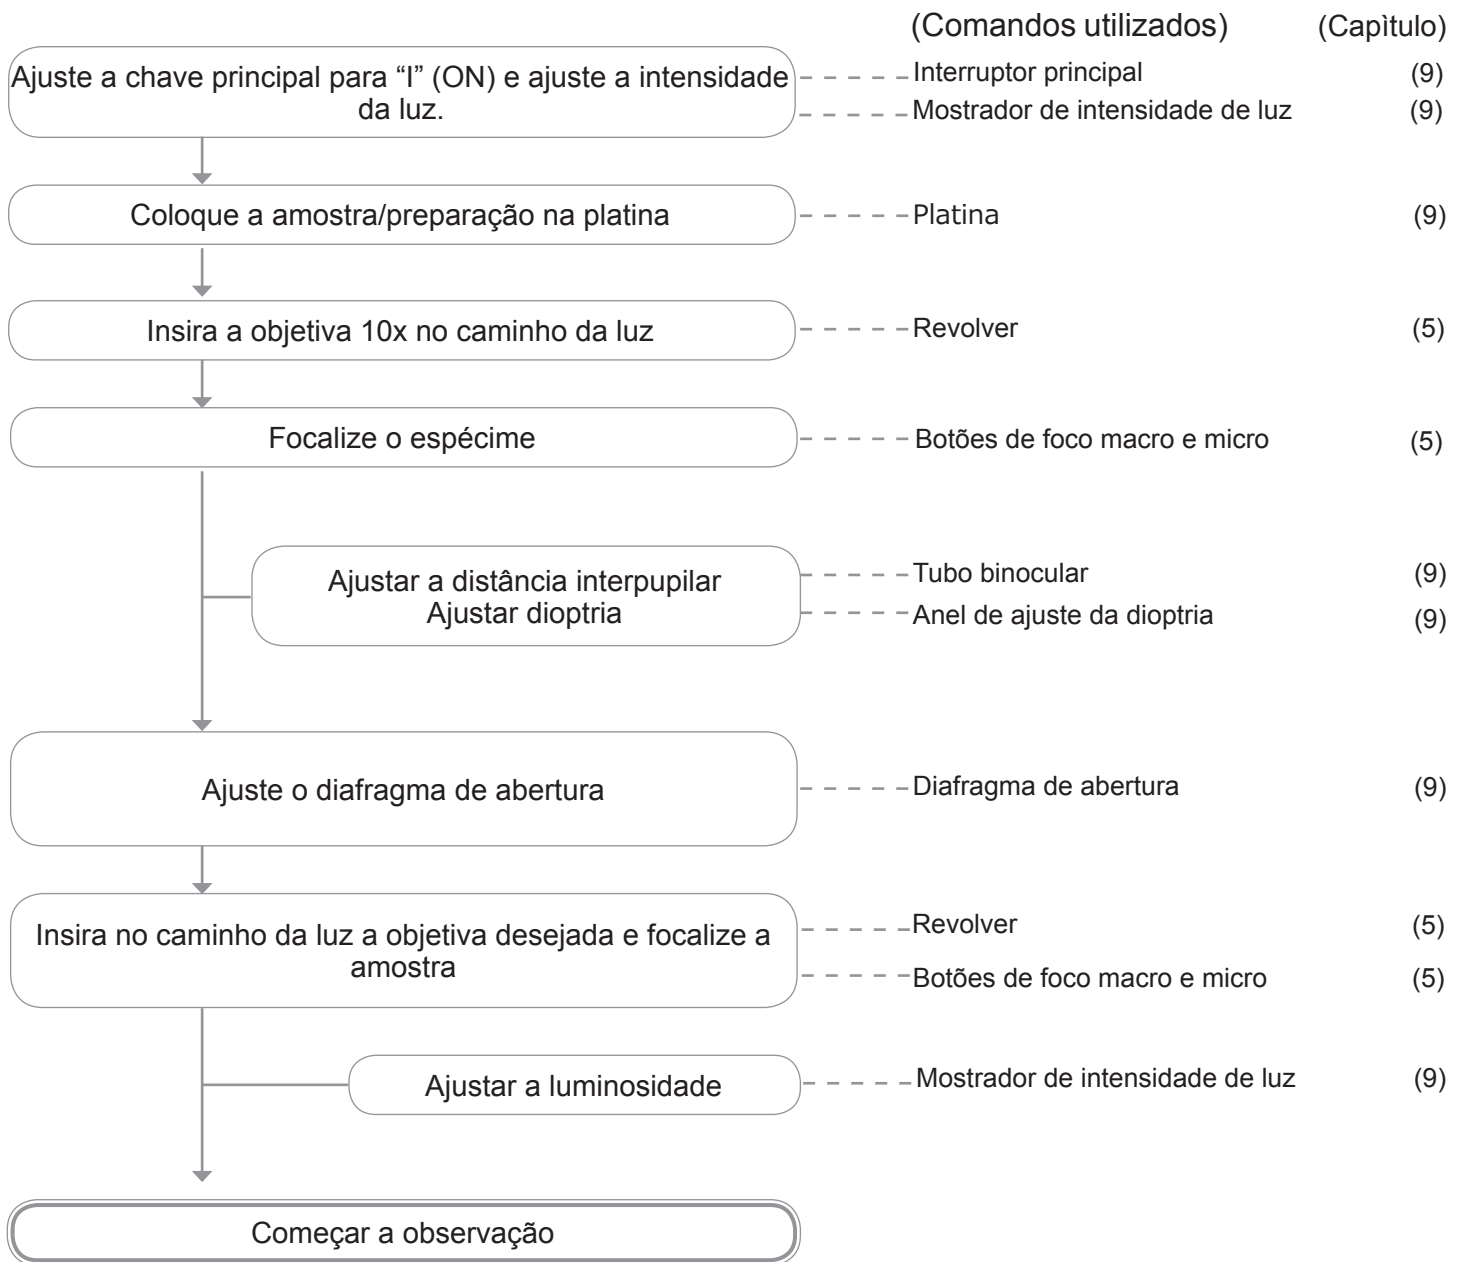 (Comandos utilizados) (Capìtulo)
Ajuste a chave principal para “I” (ON) e ajuste a intensidade
da luz.
Interruptor principal (9)
Mostrador de intensidade de luz (9)
Coloque a amostra/preparação na platina
Platina (9)
Insira a objetiva 10x no caminho da luz
Revolver (5)
Focalize o espécime
Botões de foco macro e micro (5)
Ajustar a distância interpupilar
Ajustar dioptria
Tubo binocular (9)
Anel de ajuste da dioptria (9)
Ajuste o diafragma de abertura
Diafragma de abertura (9)
Insira no caminho da luz a objetiva desejada e focalize a
amostra
Revolver (5)
Botões de foco macro e micro (5)
Ajustar a luminosidade
Mostrador de intensidade de luz (9)
Começar a observação